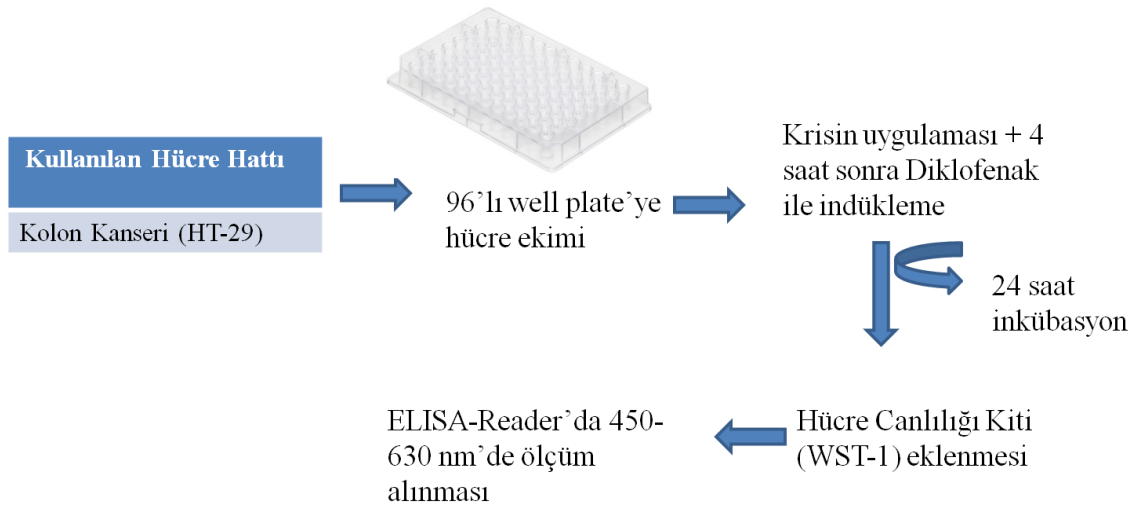 Kullanılan Hücre Hattı
Kolon Kanseri (HT-29)
96’lı well plate’ye
hücre ekimi
Krisin uygulaması + 4
saat sonra Diklofenak
ile indükleme
24 saat
inkübasyon
Hücre Canlılığı Kiti
(WST-1) eklenmesi
ELISA-Reader’da 450-
630 nm’de ölçüm
alınması